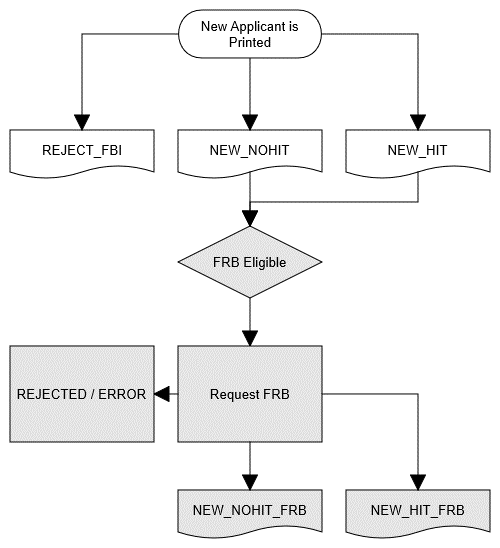 New Applicant is
Printed
REJECT_FBI
NEW_NOHIT
NEW_HIT
FRB Eligible
REJECTED / ERROR
Request FRB
NEW_NOHIT_FRB
NEW_HIT_FRB